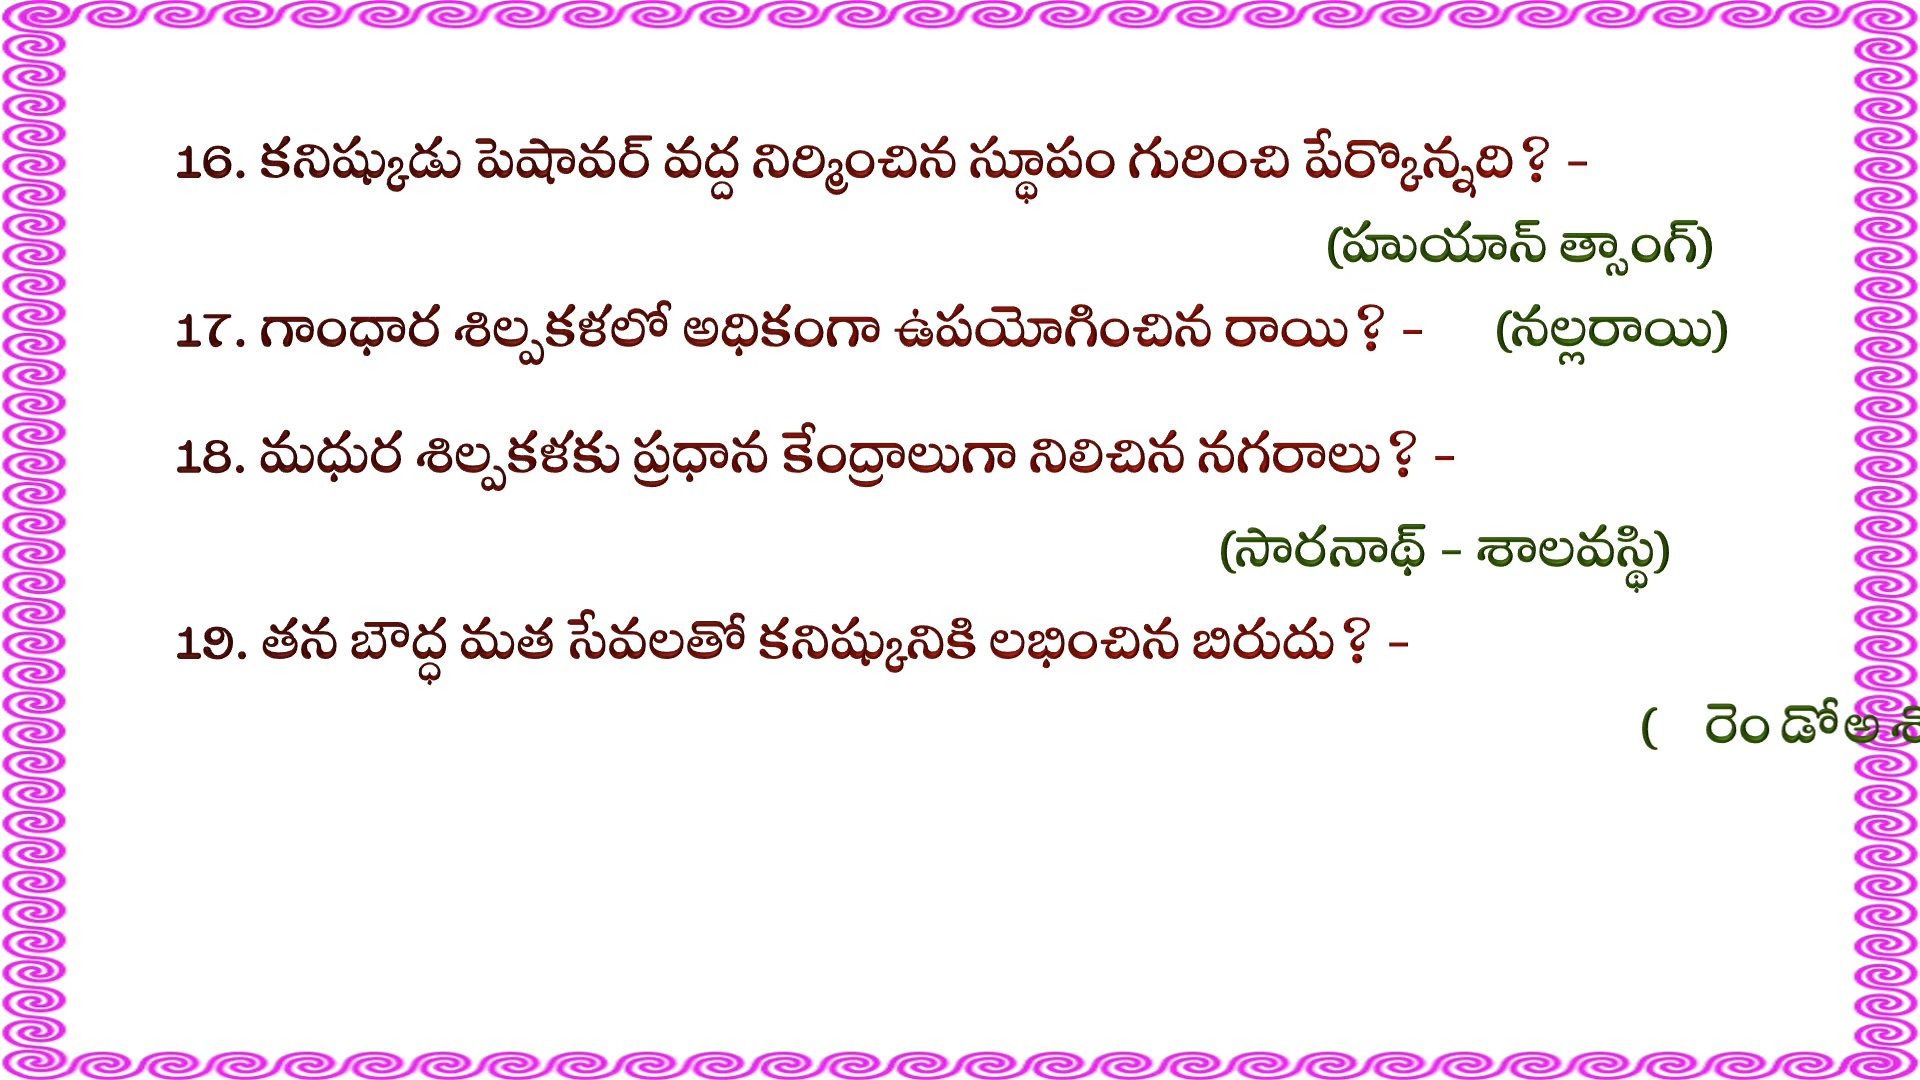 16. కనిష్కుడు పెషావర్ వద్ద నిర్మించిన స్థూపం గురించి పేర్కొన్నది? -
(హుయాన్ త్సాంగ్)
17. గాంధార శిల్పకళలో అధికంగా ఉపయోగించిన రాయి? - (నల్లరాయి)
18. మధుర శిల్పకళకు ప్రధాన కేంద్రాలుగా నిలిచిన నగరాలు? -
(సారనాథ్ - శాలవస్థి)
19. తన బౌద్ధ మత సేవలతో కనిష్కునికి లభించిన బిరుదు? -
( రెండో